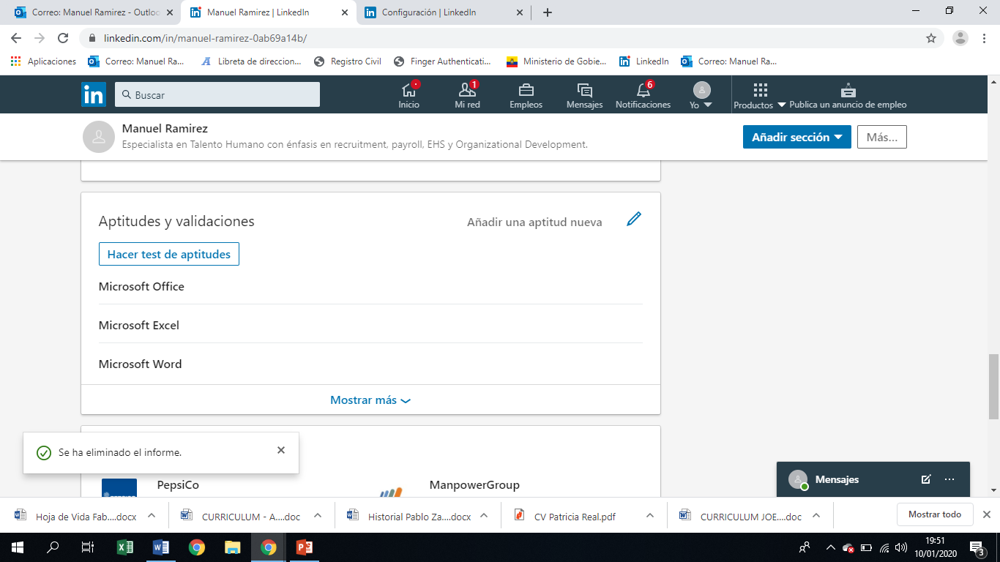 Correo: Manuel Ramirez - Outloo
Manuel Ramirez | LinkedIn
Configuración | LinkedIn
linkedin.com/in/manuel-ramirez-0ab69a14b/
Aplicaciones
Correo: Manuel Ra...
Libreta de direccion...
Registro Civil
Finger Authenticati...
Ministerio de Gobie...
LinkedIn
Correo: Manuel Ra...
in
Buscar
Inicio
1
Mi red
Empleos
Mensajes
6
Notificaciones
Yo
Productos
Publica un anuncio de empleo
Manuel Ramirez
Especialista en Talento Humano con énfasis en recruitment, payroll, EHS y Organizational Development.
Añadir sección
Más...
Aptitudes y validaciones
Añadir una aptitud nueva
Hacer test de aptitudes
Microsoft Office
Microsoft Excel
Microsoft Word
Mostrar más
Se ha eliminado el informe.
PepsiCo
ManpowerGroup
Mensajes
Hoja de Vida Fab....docx
CURRICULUM - A....doc
Historial Pablo Za....docx
CV Patricia Real.pdf
CURRICULUM JOE....doc
Mostrar todo
19:51
10/01/2020
3